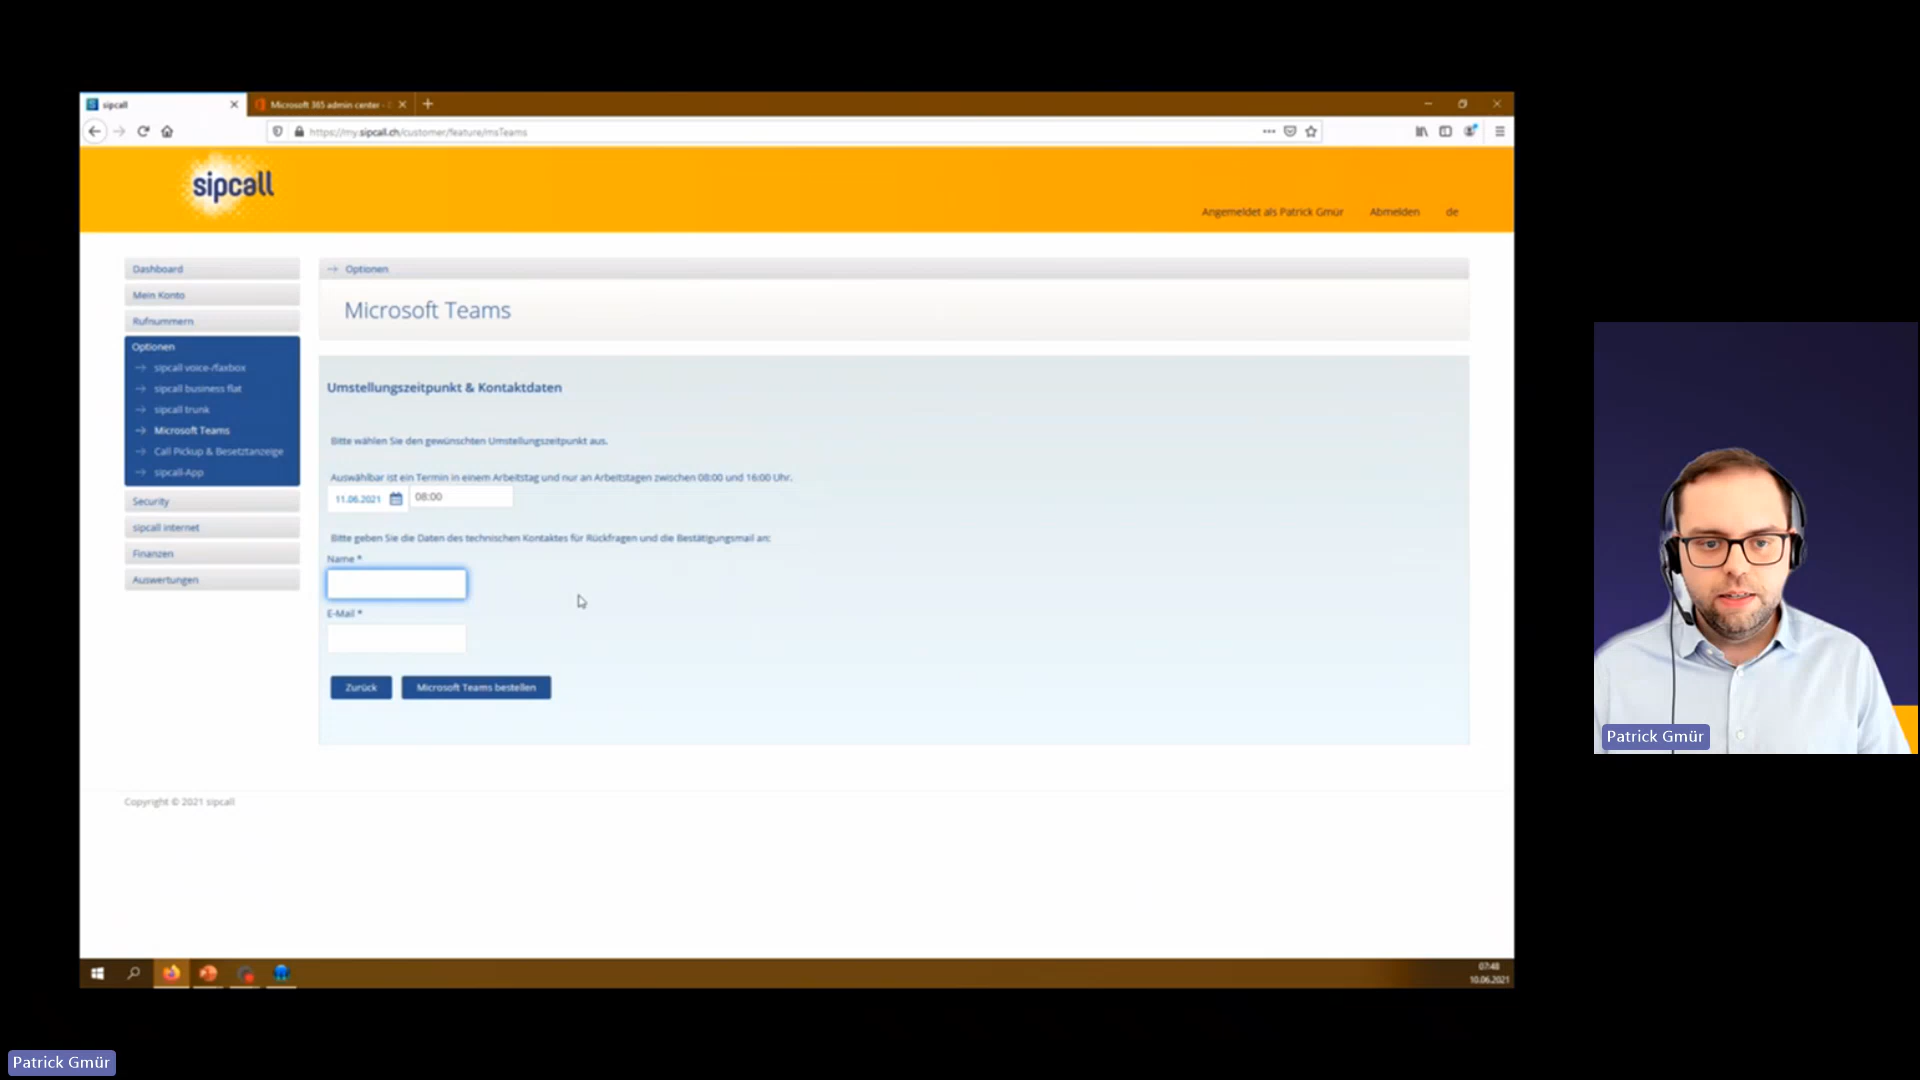 sipcall
Microsoft 365 admin center -
https://my.sipcall.ch/customer/feature/msTeams
sipcall
Angemeldet als Patrick Gmür
Abmelden
de
Dashboard
Mein Konto
Rufnummern
Optionen
sipcall voice-/faxbox
sipcall business flat
sipcall trunk
Microsoft Teams
Call Pickup & Besetztanzeige
sipcall-App
Security
sipcall internet
Finanzen
Auswertungen
Optionen
Microsoft Teams
Umstellungszeitpunkt & Kontaktdaten
Bitte wählen Sie den gewünschten Umstellungszeitpunkt aus.
Auswählbar ist ein Termin in einem Arbeitstag und nur an Arbeitstagen zwischen 08:00 und 16:00 Uhr.
11.06.2021
08:00
Bitte geben Sie die Daten des technischen Kontaktes für Rückfragen und die Bestätigungsmail an:
Name *
E-Mail *
Zurück
Microsoft Teams bestellen
Copyright © 2021 sipcall
07:48
10.06.2021
Patrick Gmür
Patrick Gmür